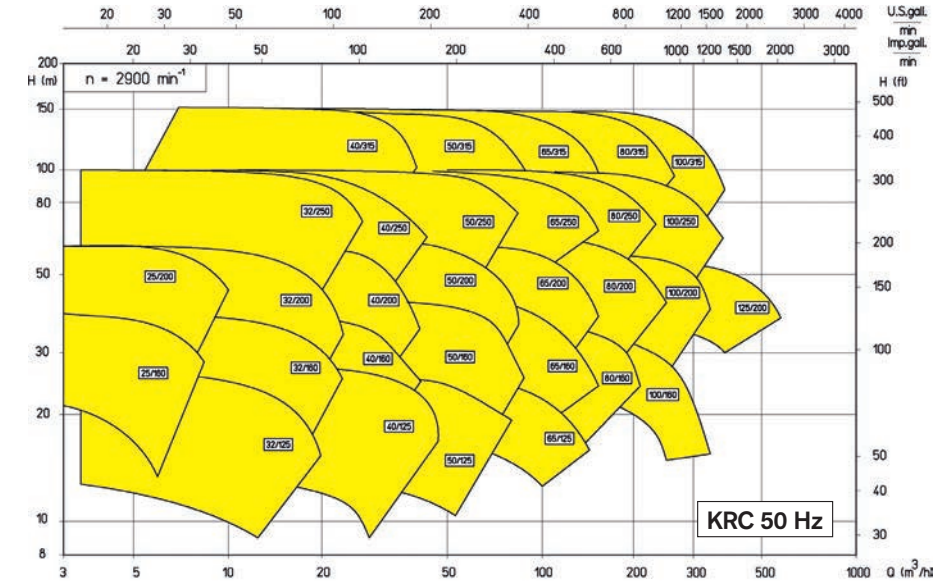 20 30 50 100 200 400 800 1200 1500 2000 3000 4000 U.S.gall.
min
20 30 50 100 200 400 600 1000 1200 1500 2000 3000 Imp.gall.
min
200
H (m) n = 2900 min-1 H (ft)
150 500
400
40/315 50/315 65/315 80/315 100/315
100 300
80
32/250 40/250 50/250 65/250 80/250 100/250
200
50 25/200 32/200 40/200 50/200 65/200 80/200 100/200 125/200 150
30 100
25/160 32/160 40/160 50/160 65/160 80/160 100/160
20
32/125 40/125 50/125 65/125
50
40
10 KRC 50 Hz
30
8
3 5 10 20 30 50 100 200 300 500 1000 Q (m3/h)